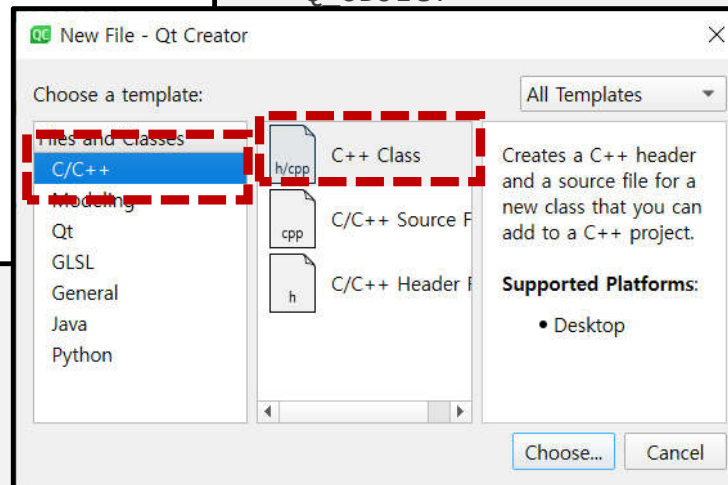 New File - Qt Creator
Choose a template:
All Templates
Files and Classes
C/C++
Modeling
Qt
GLSL
General
Java
Python
h/cpp
C++ Class
cpp
C/C++ Source F
h
C/C++ Header F
Creates a C++ header
and a source file for a
new class that you can
add to a C++ project.
Supported Platforms:
• Desktop
Choose...
Cancel